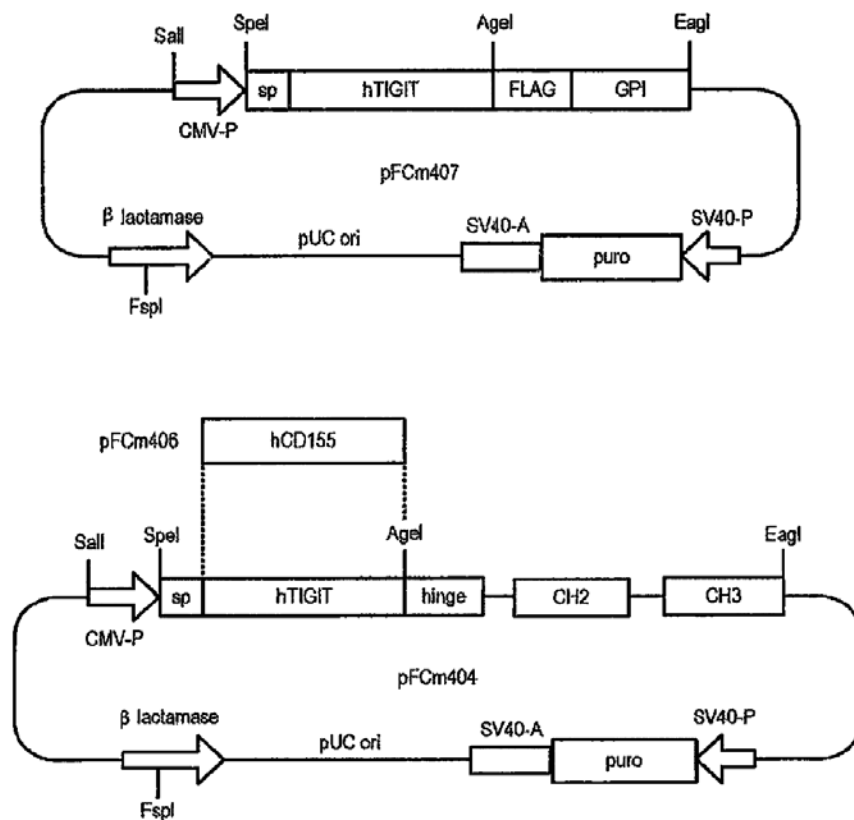 SalI SpeI AgeI EagI
sp hTIGIT FLAG GPI
CMV-P
pFCm407
β lactamase pUC ori SV40-A puro SV40-P
FspI
pFCm406 hCD155
SalI SpeI AgeI EagI
sp hTIGIT hinge CH2 CH3
CMV-P
pFCm404
β lactamase pUC ori SV40-A puro SV40-P
FspI